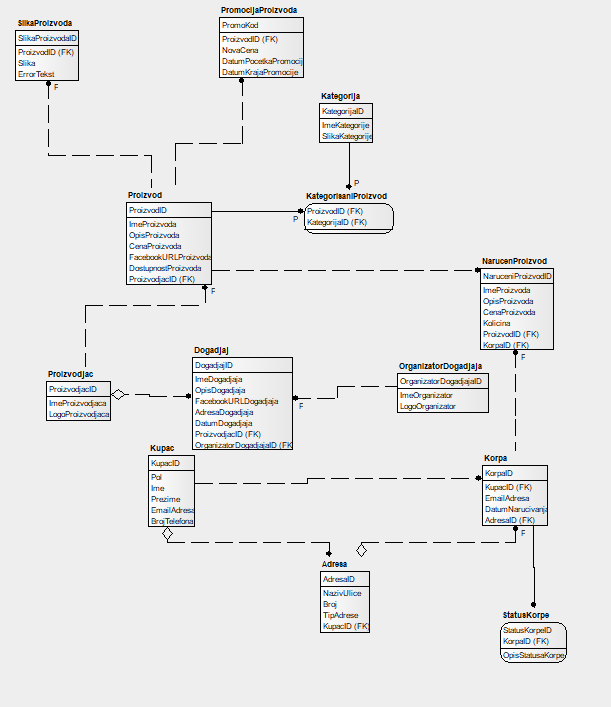 SlikaProizvoda
SlikaProizvodaID
ProizvodID (FK)
Slika
ErrorTekst
F
PromocijaProizvoda
PromoKod
ProizvodID (FK)
NovaCena
DatumPocetkaPromocij
DatumKrajaPromocije
Kategorija
KategorijaID
ImeKategorije
SlikaKategorije
P
Proizvod
ProizvodID
ImeProizvoda
OpisProizvoda
CenaProizvoda
FacebookURLProizvoda
DostupnostProizvoda
ProizvodjacID (FK)
F
KategorisaniProizvod
ProizvodID (FK)
KategorijaID (FK)
P
NarucenProizvod
NaruceniProizvodID
ImeProizvoda
OpisProizvoda
CenaProizvoda
Kolicina
ProizvodID (FK)
KorpaID (FK)
F
Proizvodjac
ProizvodjacID
ImeProizvodjaca
LogoProizvodjaca
Dogadjaj
DogadjajID
ImeDogadjaja
OpisDogadjaja
FacebookURLDogadjaja
AdresaDogadjaja
DatumDogadjaja
ProizvodjacID (FK)
OrganizatorDogadjajaID (FK
F
OrganizatorDogadjaja
OrganizatorDogadjajaID
ImeOrganizator
LogoOrganizator
Kupac
KupacID
Pol
Ime
Prezime
EmailAdresa
BrojTelefona
Korpa
KorpaID
KupacID (FK)
EmailAdresa
DatumNarucivanja
AdresaID (FK)
F
Adresa
AdresaID
NazivUlice
Broj
TipAdrese
KupacID (FK)
StatusKorpe
StatusKorpeID
KorpaID (FK)
OpisStatusaKorpe